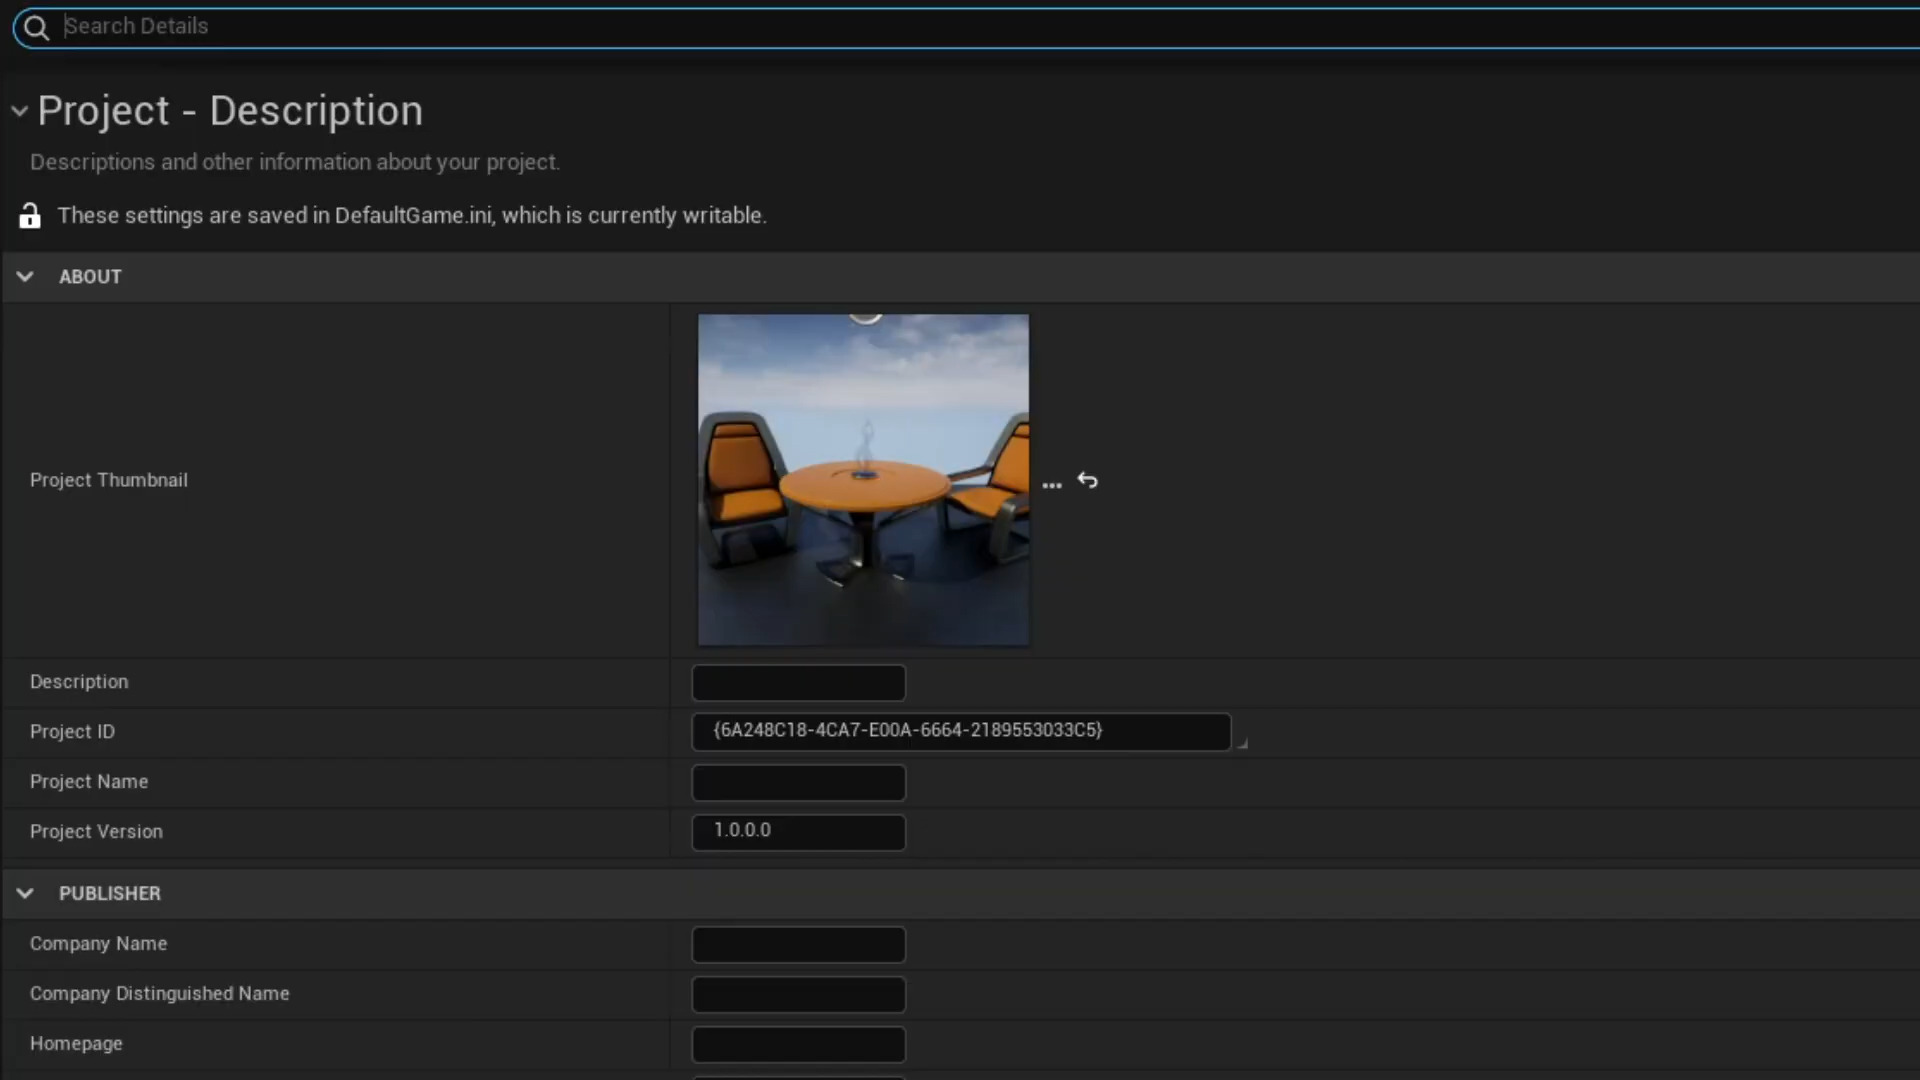 Search Details
Project - Description
Descriptions and other information about your project.
These settings are saved in DefaultGame.ini, which is currently writable.
ABOUT
Project Thumbnail
Description
Project ID
{6A248C18-4CA7-E00A-6664-2189553033C5}
Project Name
Project Version
1.0.0.0
PUBLISHER
Company Name
Company Distinguished Name
Homepage